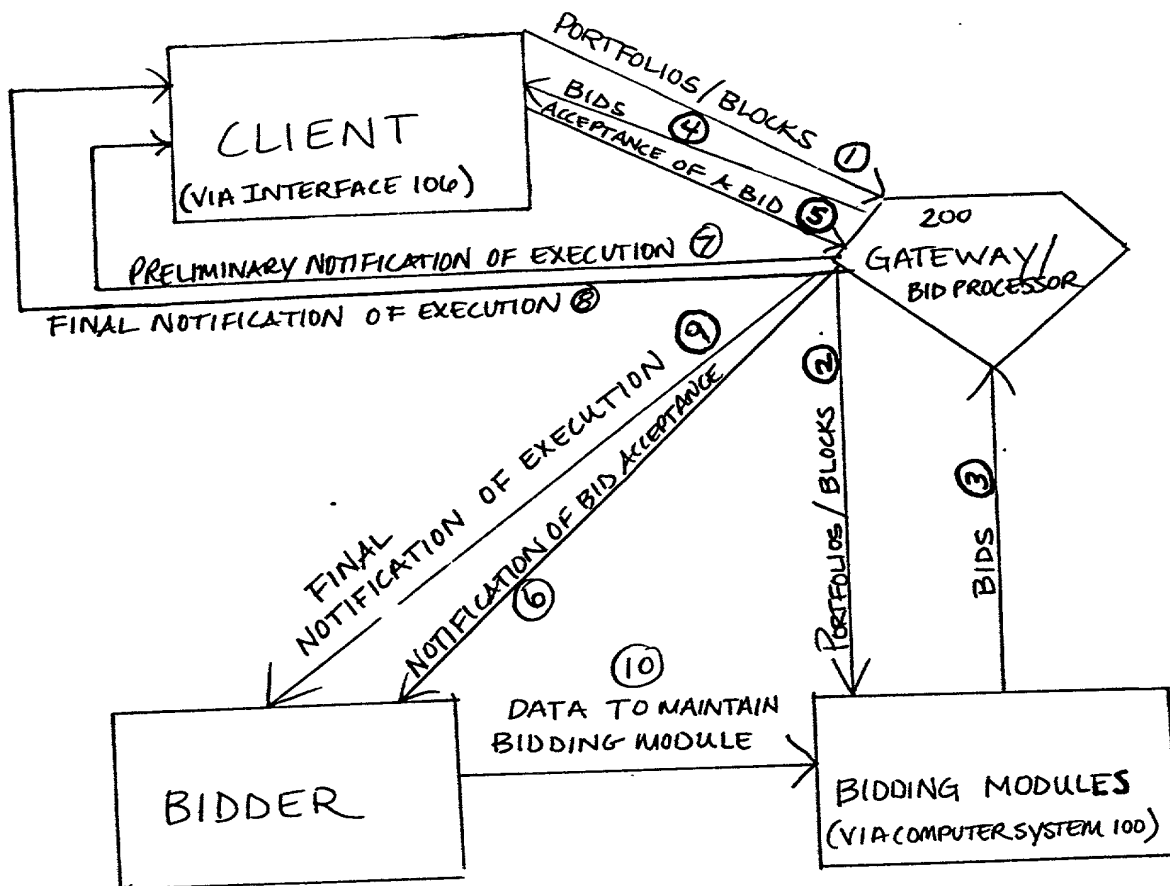 PORTFOLIOS/BLOCKS ①
BIDS ④
ACCEPTANCE OF A BID ⑤
CLIENT
(VIA INTERFACE 106)
200
GATEWAY/
BID PROCESSOR
PRELIMINARY NOTIFICATION OF EXECUTION ⑦
FINAL NOTIFICATION OF EXECUTION ⑧
FINAL
NOTIFICATION OF EXECUTION ⑨
NOTIFICATION OF BID ACCEPTANCE
⑥
PORTFOLIOS/BLOCKS ②
BIDS ③
⑩
DATA TO MAINTAIN
BIDDING MODULE
BIDDER
BIDDING MODULES
(VIA COMPUTER SYSTEM 100)